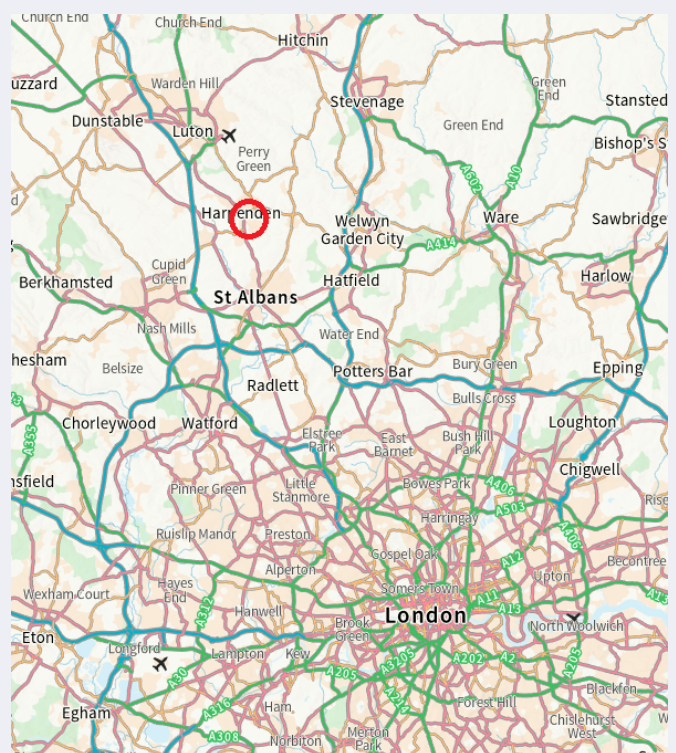 Church End
Church End
Hitchin
uzzard
Warden Hill
Green
End
Stevenage
Stansted
Dunstable
Luton
Green End
Perry
Green
Bishop's S
A602
A10
Harpenden
Welwyn
Garden City
Ware
Sawbridge
A414
Cupid
Green
Berkhamsted
Hatfield
Harlow
St Albans
Nash Mills
Water End
hesham
Belsize
Potters Bar
Bury Green
Epping
Radlett
Bulls Cross
Chorleywood
Watford
Loughton
A355
Elstree
Park
East
Barnet
Bush Hill
Park
Chigwell
nsfield
Pinner Green
Little
Stanmore
Bowes Park
A406
Rise
A503
Harringay
Ruislip Manor
Preston
A406
Gospel Oak
A12
Becontree
Alperton
Upton
Wexham Court
Hayes
End
A312
Somers Town
A11
A13
A13
Hanwell
London
Brook
Green
North Woolwich
Eton
Longford
Lampton
Kew
A205
A3205
A202
A2
A205
A30
Blackfen
A316
Ham
A214
Forest Hill
Egham
Chislehurst
West
A308
Norbiton
Merton
Park